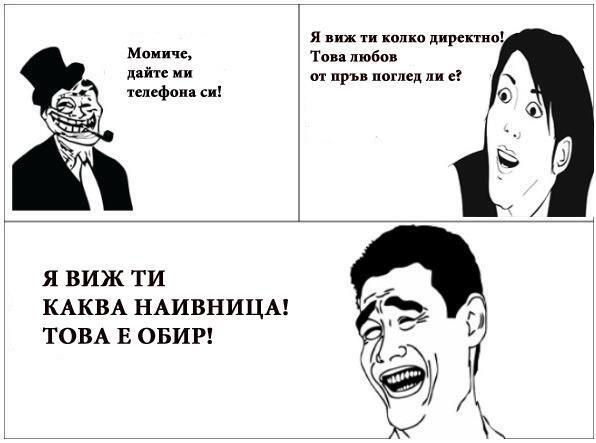 Момиче,
дайте ми
телефона си!
Я виж ти колко директно!
Това любов
от пръв поглед ли е?
Я ВИЖ ТИ
КАКВА НАИВНИЦА!
ТОВА Е ОБИР!